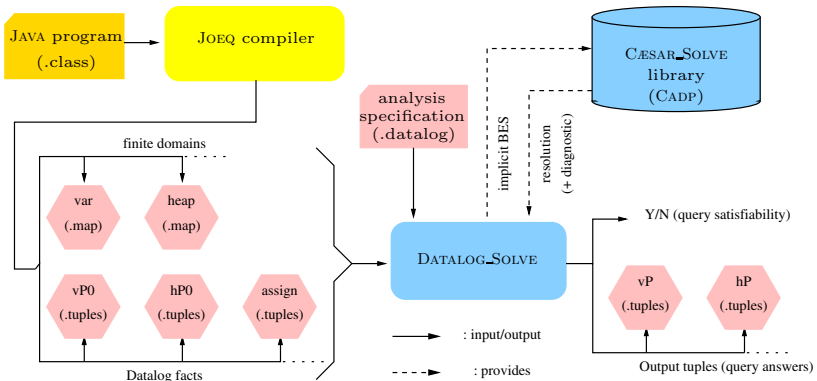 JAVA program
(.class)
JOEQ compiler
CÆSAR_SOLVE
library
(CADP)
analysis
specification
(.datalog)
implicit BES
resolution
(+ diagnostic)
finite domains
var
(.map)
heap
(.map)
vP0
(.tuples)
hP0
(.tuples)
assign
(.tuples)
Datalog facts
DATALOG_SOLVE
: input/output
: provides
Y/N (query satisfiability)
vP
(.tuples)
hP
(.tuples)
Output tuples (query answers)